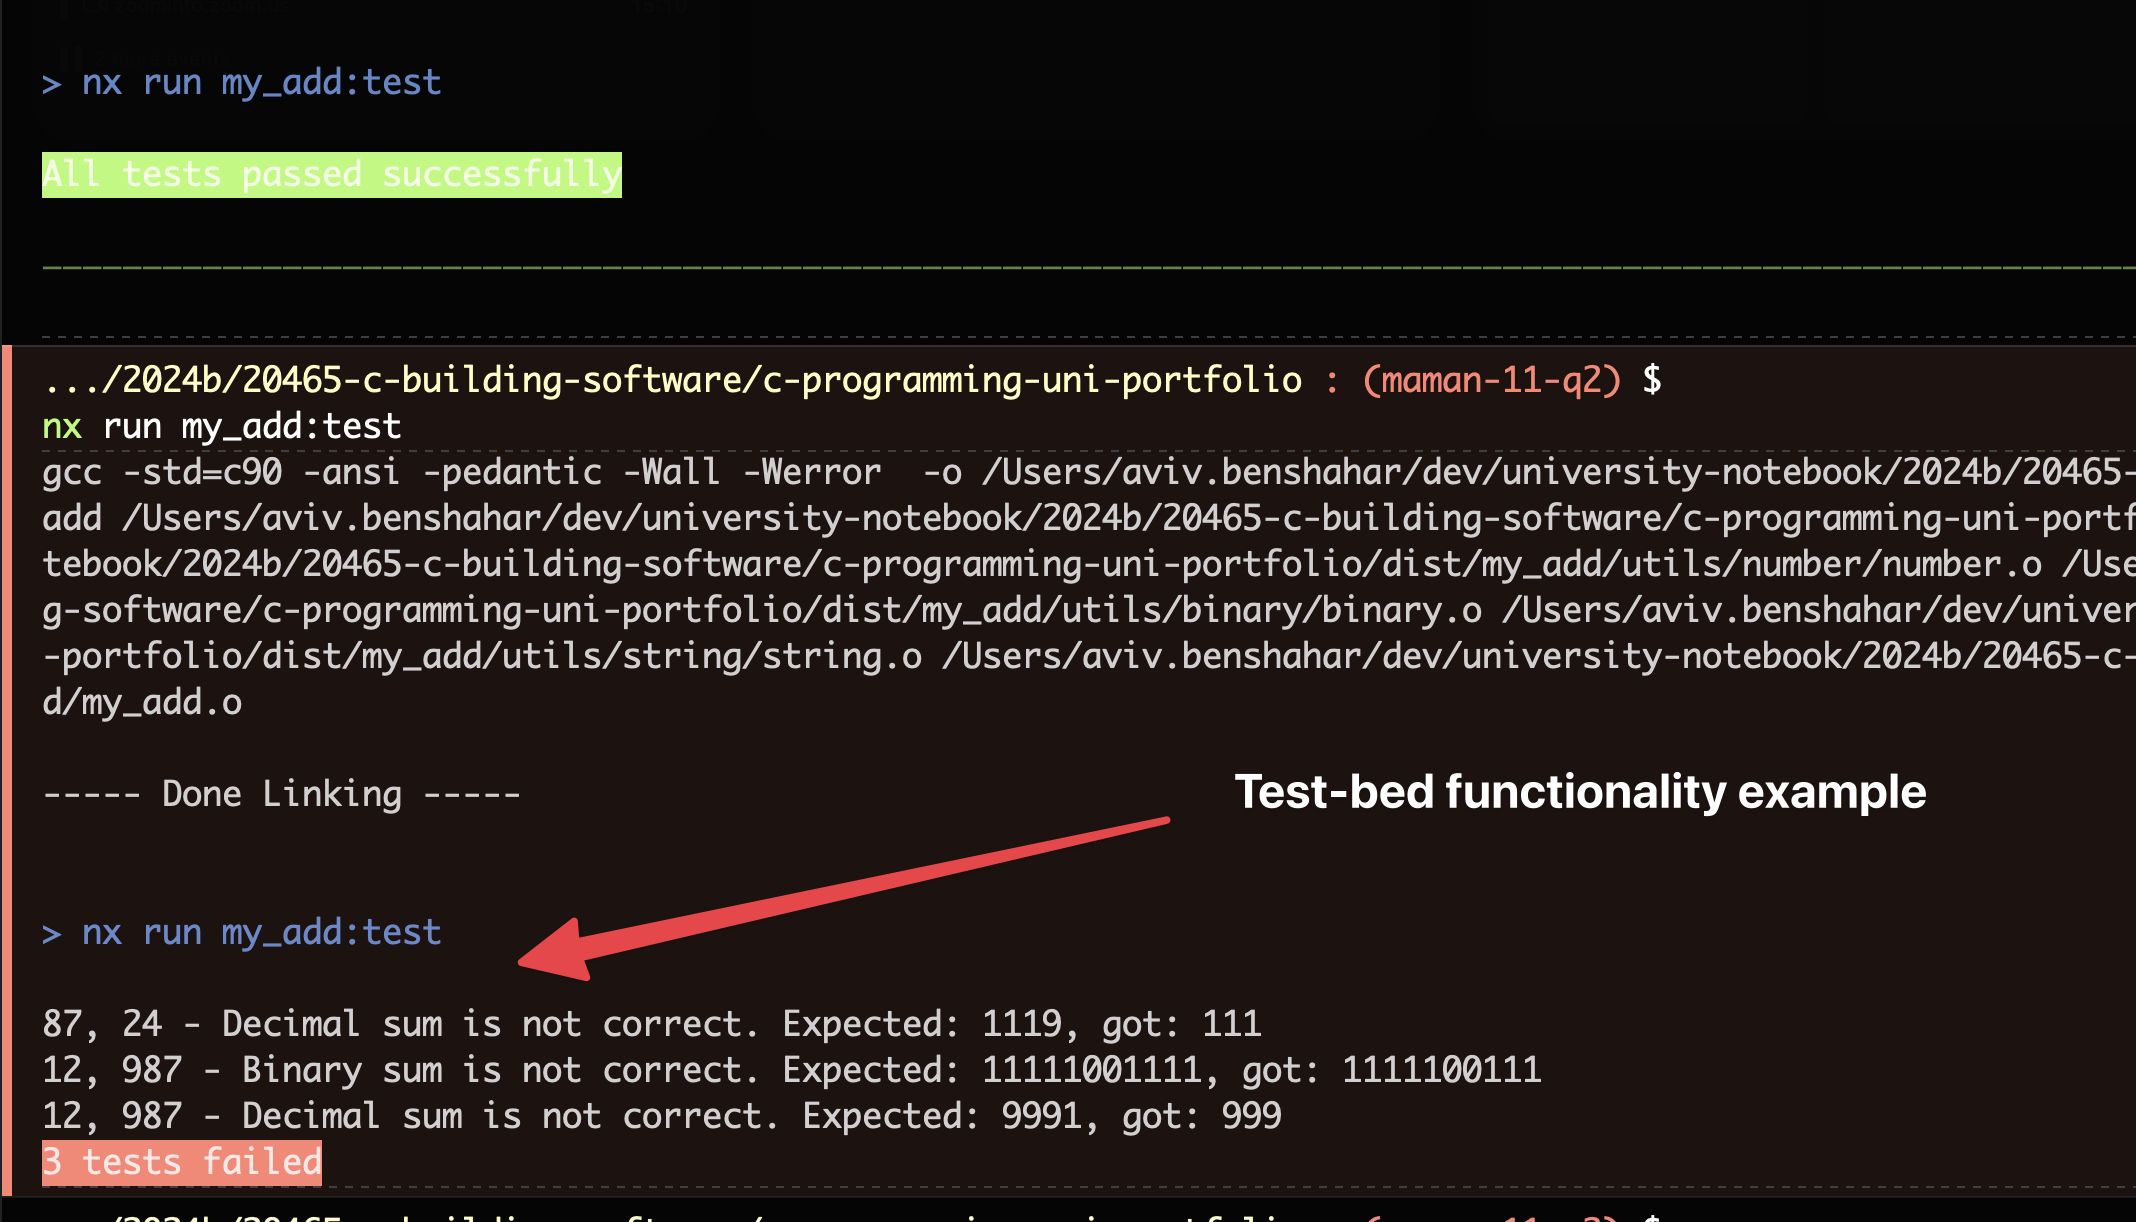 > nx run my_add:test
All tests passed successfully
.../2024b/20465-c-building-software/c-programming-uni-portfolio : (maman-11-q2) $
nx run my_add:test
gcc -std=c90 -ansi -pedantic -Wall -Werror  -o /Users/aviv.benshahar/dev/university-notebook/2024b/20465-
add /Users/aviv.benshahar/dev/university-notebook/2024b/20465-c-building-software/c-programming-uni-portf
tebook/2024b/20465-c-building-software/c-programming-uni-portfolio/dist/my_add/utils/number/number.o /Use
g-software/c-programming-uni-portfolio/dist/my_add/utils/binary/binary.o /Users/aviv.benshahar/dev/univer
-portfolio/dist/my_add/utils/string/string.o /Users/aviv.benshahar/dev/university-notebook/2024b/20465-c-
d/my_add.o
----- Done Linking -----
Test-bed functionality example
> nx run my_add:test
87, 24 - Decimal sum is not correct. Expected: 1119, got: 111
12, 987 - Binary sum is not correct. Expected: 11111001111, got: 1111100111
12, 987 - Decimal sum is not correct. Expected: 9991, got: 999
3 tests failed